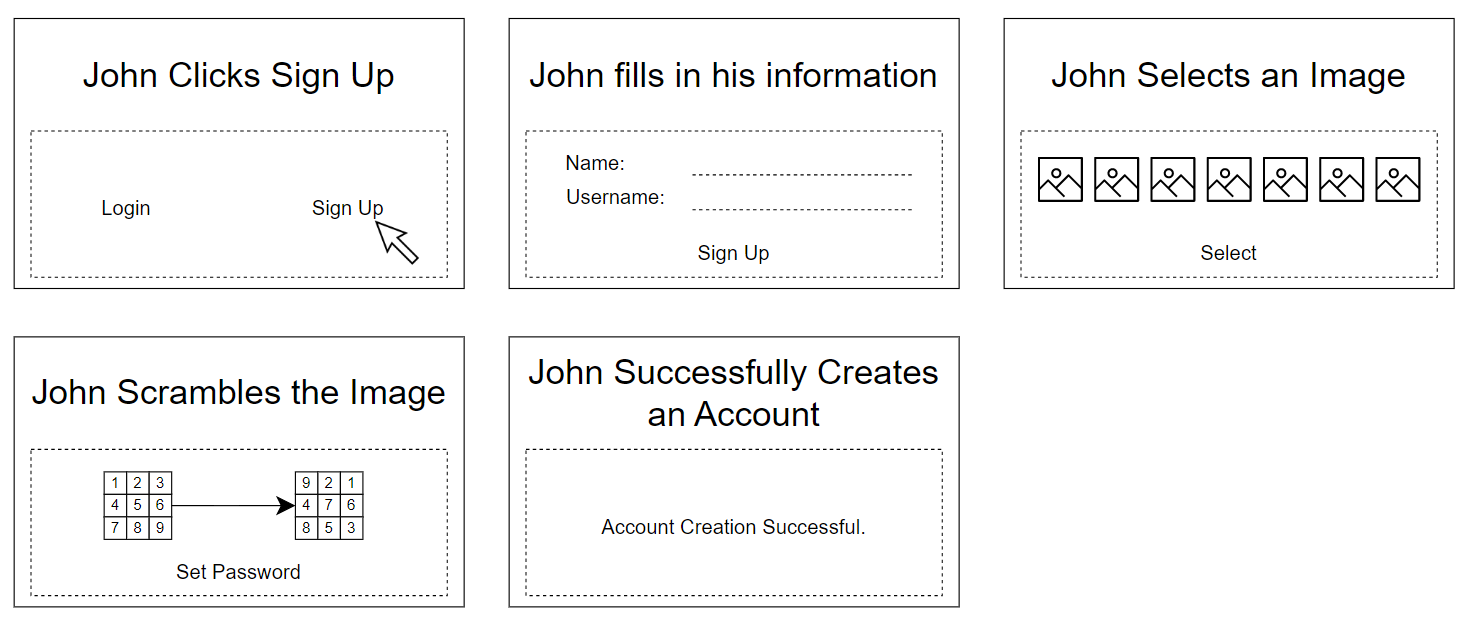 John Clicks Sign Up
Login
Sign Up
John fills in his information
Name:
Username:
Sign Up
John Selects an Image
Select
John Scrambles the Image
1 2 3
4 5 6
7 8 9
9 2 1
4 7 6
8 5 3
Set Password
John Successfully Creates
an Account
Account Creation Successful.